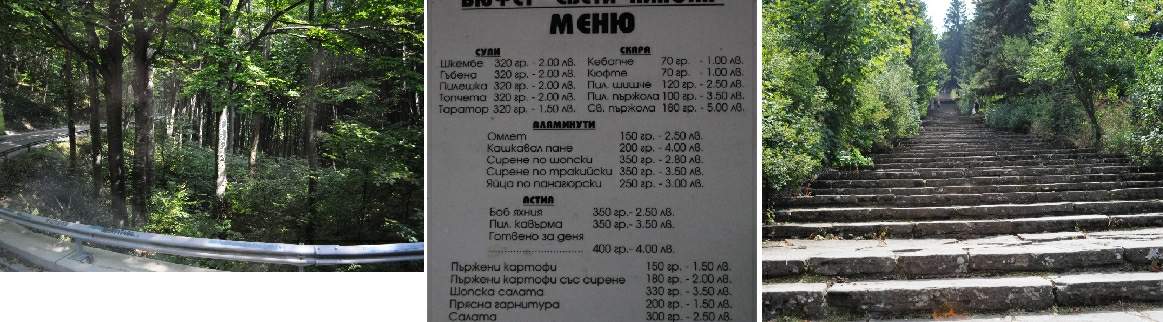 БЮФЕТ "СВЕТИ НИКОЛА"
МЕНЮ
СУПИ
Шкембе 320 гр. - 2.00 лв.
Гъбена 320 гр. - 2.00 лв.
Пилешка 320 гр. - 2.00 лв.
Топчета 320 гр. - 2.00 лв.
Таратор 320 гр. - 1.50 лв.
СКАРА
Кебапче 70 гр. - 1.00 лв.
Кюфте 70 гр. - 1.00 лв.
Пил. шишче 120 гр. - 2.50 лв.
Пил. пържола 100 гр. - 3.50 лв.
Св. пържола 180 гр. - 5.00 лв.
АЛАМИНУТИ
Омлет 150 гр. - 2.50 лв.
Кашкавал пане 200 гр. - 4.00 лв.
Сирене по шопски 350 гр. - 2.80 лв.
Сирене по тракийски 350 гр. - 3.50 лв.
Яйца по панагюрски 250 гр. - 3.00 лв.
ЯСТИЯ
Боб яхния 350 гр. - 2.50 лв.
Пил. кавърма 350 гр. - 3.50 лв.
Готвено за деня
........................ 400 гр. - 4.00 лв.
Пържени картофи 150 гр. - 1.50 лв.
Пържени картофи със сирене 180 гр. - 2.00 лв.
Шопска салата 330 гр. - 3.50 лв.
Прясна гарнитура 200 гр. - 1.50 лв.
Салата 300 гр. - 2.50 лв.